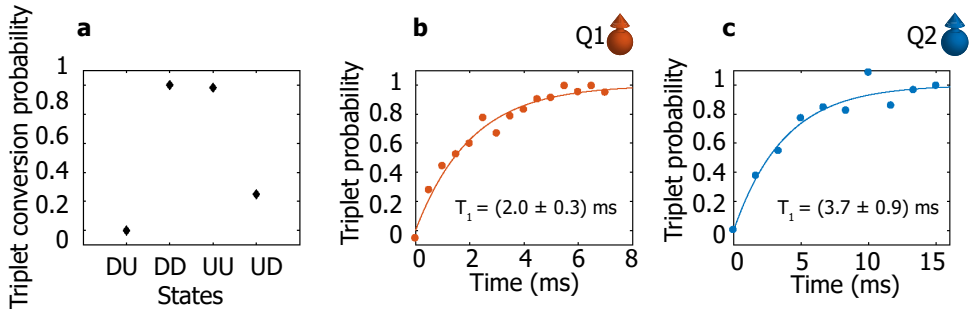 a
Triplet conversion probability
1
0.8
0.6
0.4
0.2
0
DU DD UU UD
States
b
Q1
Triplet probability
1
0.8
0.6
0.4
0.2
0
T1 = (2.0 ± 0.3) ms
0 2 4 6 8
Time (ms)
c
Q2
Triplet probability
1
0.8
0.6
0.4
0.2
0
T1 = (3.7 ± 0.9) ms
0 5 10 15
Time (ms)